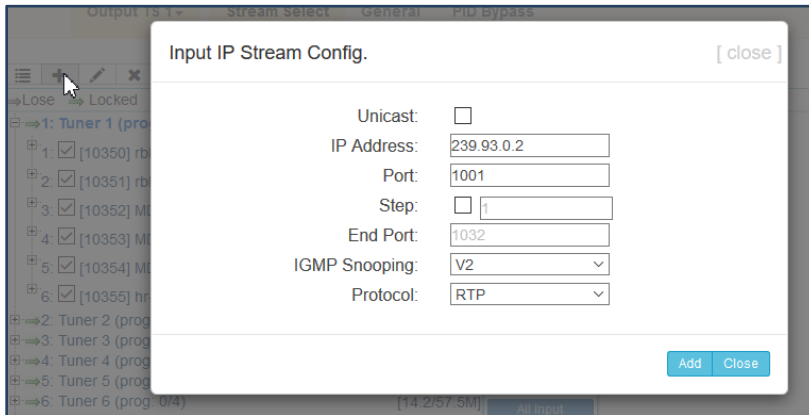 Output TS 1 Stream Select General PID Bypass
Input IP Stream Config.
[ close ]
Lose Locked
1: Tuner 1 (prog
1: [10350] rb
2: [10351] rb
3: [10352] MD
4: [10353] MD
5: [10354] MD
6: [10355] hr
2: Tuner 2 (prog
3: Tuner 3 (prog
4: Tuner 4 (prog
5: Tuner 5 (prog
6: Tuner 6 (prog: 0/4) [14.2/57.5M]
All Input
Unicast:
IP Address: 239.93.0.2
Port: 1001
Step: 1
End Port: 1032
IGMP Snooping: V2
Protocol: RTP
Add Close